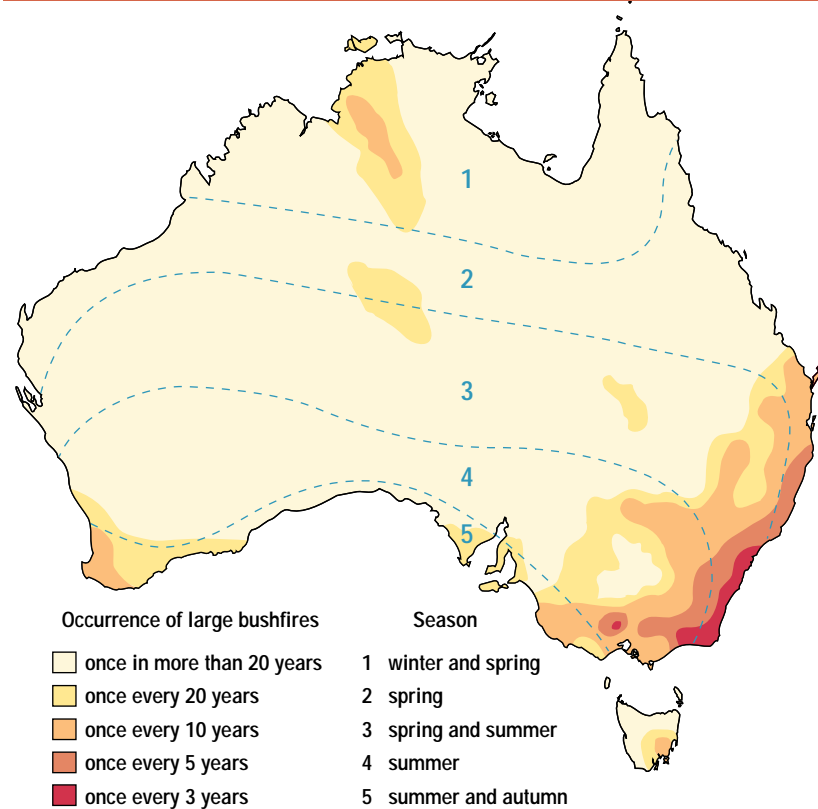 1
2
3
4
5
Occurrence of large bushfires
once in more than 20 years
once every 20 years
once every 10 years
once every 5 years
once every 3 years
Season
1 winter and spring
2 spring
3 spring and summer
4 summer
5 summer and autumn